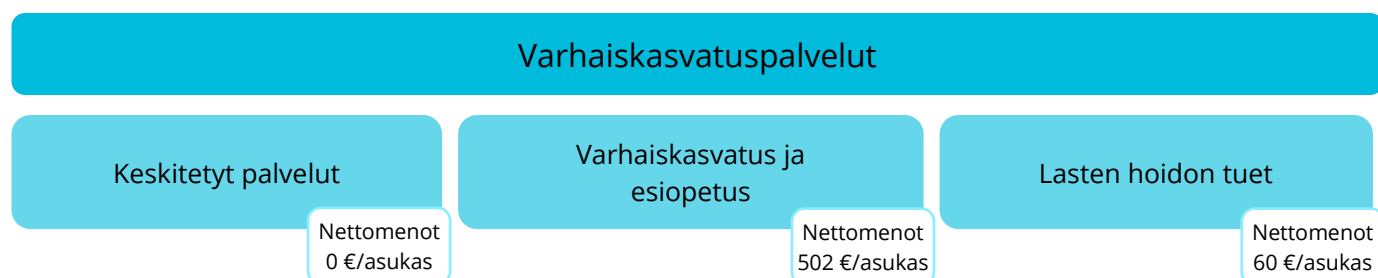 Varhaiskasvatuspalvelut
Keskitetyt palvelut
Nettomenot
0 €/asukas
Varhaiskasvatus ja
esiopetus
Nettomenot
502 €/asukas
Lasten hoidon tuet
Nettomenot
60 €/asukas